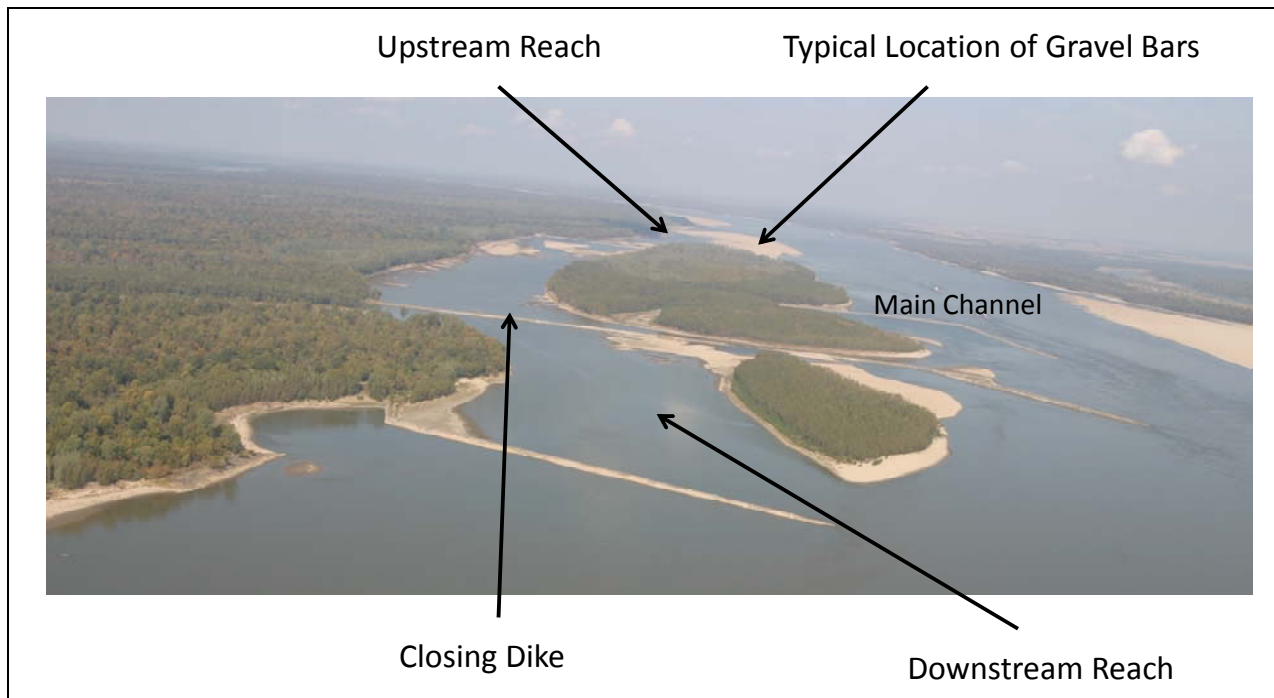 Upstream Reach
Typical Location of Gravel Bars
Main Channel
Closing Dike
Downstream Reach